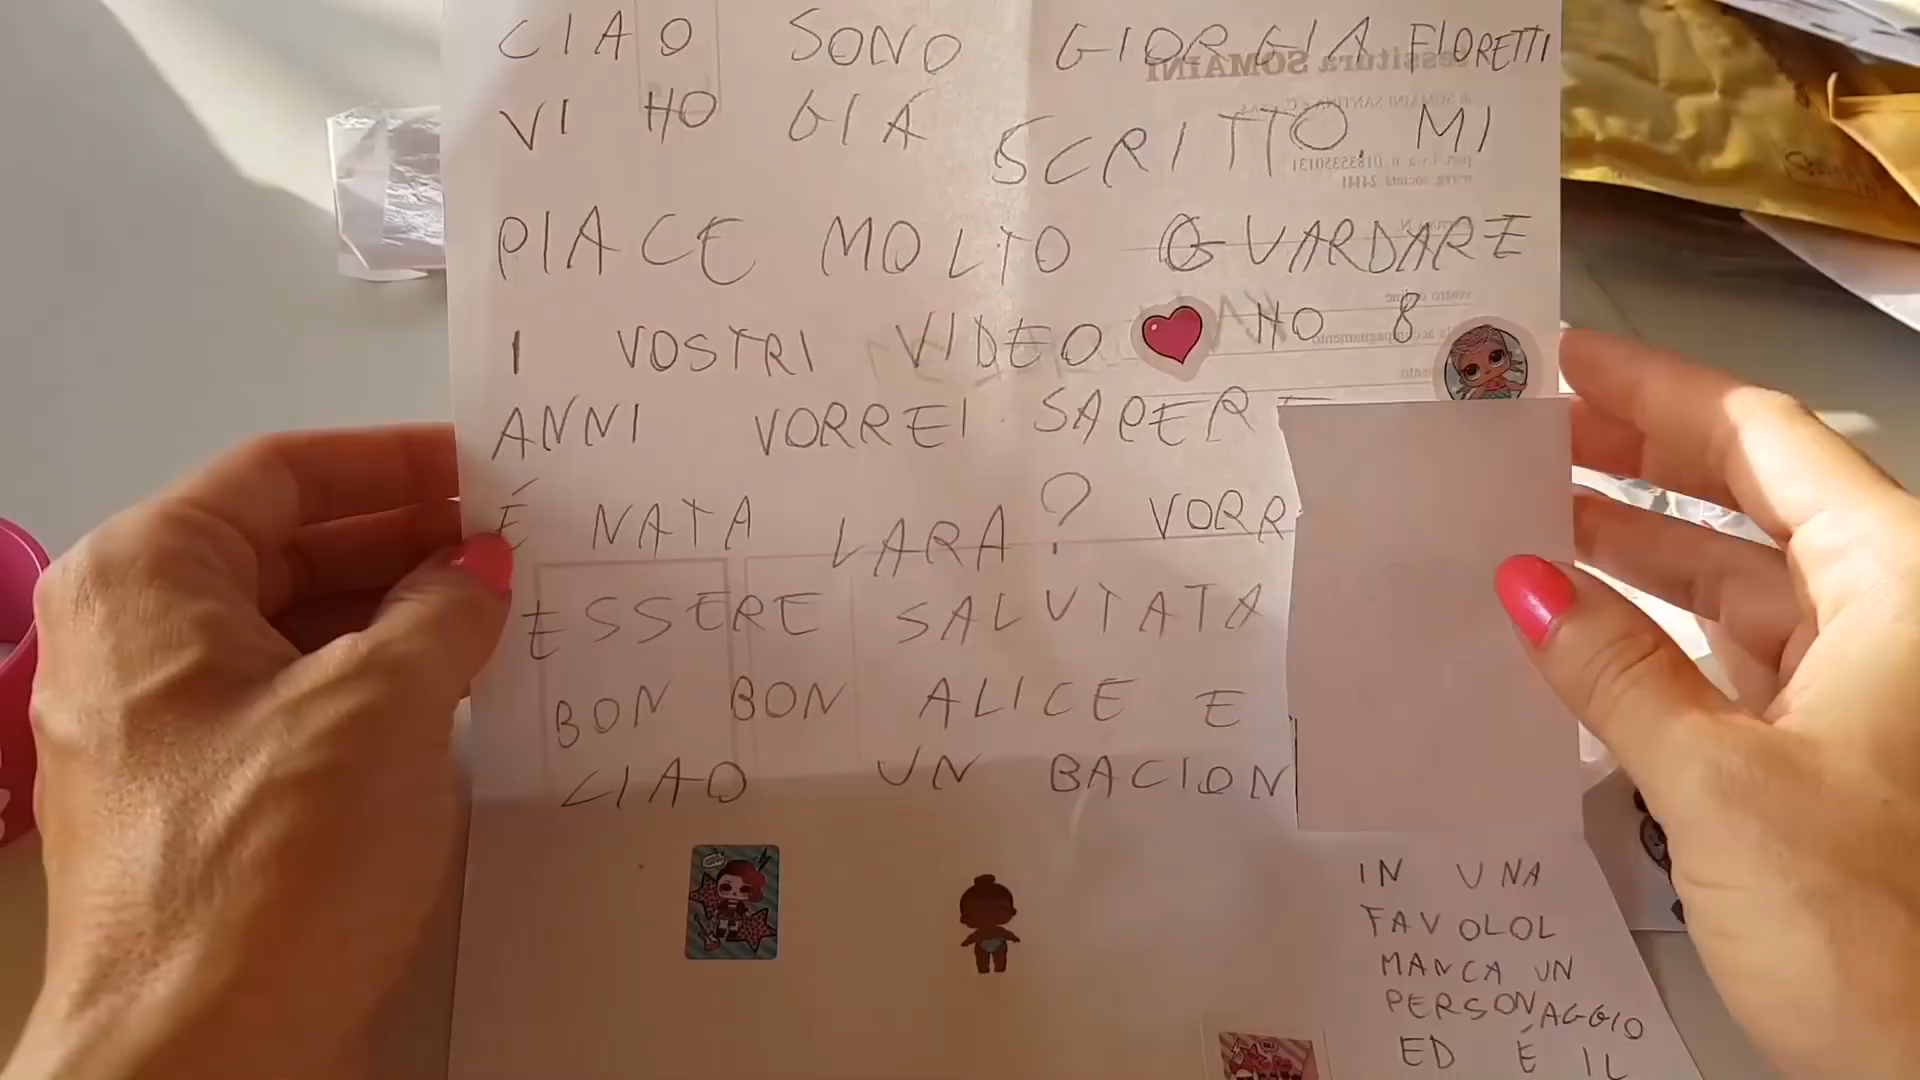 CIAO SONO GIORGIA FIORETTI
VI HO GIÁ SCRITTO. MI
PIACE MOLTO GUARDARE
I VOSTRI VIDEO HO 8
ANNI VORREI SAPERE
É NATA LARA? VORR
ESSERE SALUTATA
BON BON ALICE E
CIAO UN BACION
IN UNA
FAVOLOL
MANCA UN
PERSONAGGIO
ED É IL
essitura SOMAINI